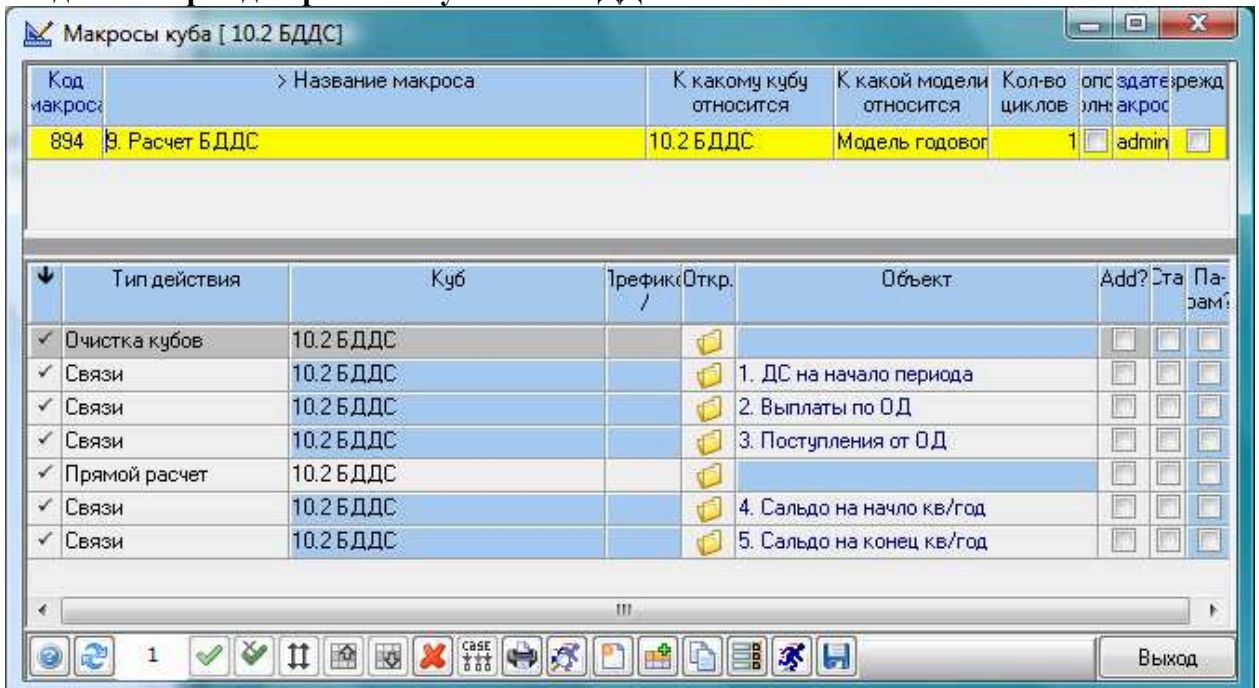 Макросы куба [ 10.2 БДДС]
Код макроса > Название макроса К какому кубу относится К какой модели относится Кол-во циклов
894 9. Расчет БДДС 10.2 БДДС Модель годовог 1 admin
Тип действия Куб Префикс / Откр. Объект Add? Ста Па-рам?
Очистка кубов 10.2 БДДС
Связи 10.2 БДДС 1. ДС на начало периода
Связи 10.2 БДДС 2. Выплаты по ОД
Связи 10.2 БДДС 3. Поступления от ОД
Прямой расчет 10.2 БДДС
Связи 10.2 БДДС 4. Сальдо на начло кв/год
Связи 10.2 БДДС 5. Сальдо на конец кв/год
1 CASE Выход